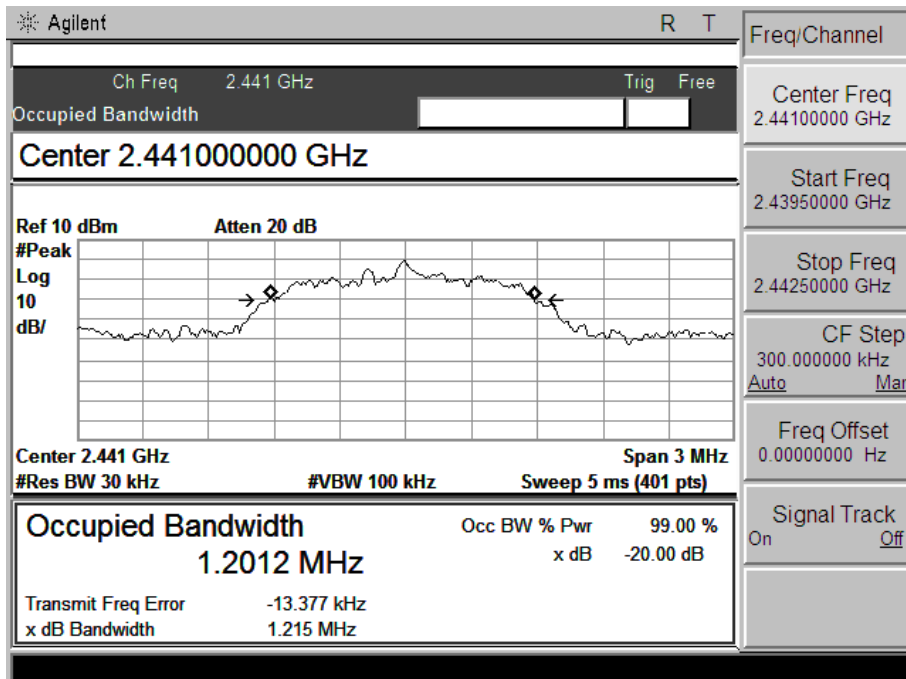 Agilent
R T
Ch Freq 2.441 GHz Trig Free
Occupied Bandwidth
Center 2.441000000 GHz
Ref 10 dBm Atten 20 dB
#Peak
Log
10
dB/
Center 2.441 GHz Span 3 MHz
#Res BW 30 kHz #VBW 100 kHz Sweep 5 ms (401 pts)
Occupied Bandwidth
1.2012 MHz
Occ BW % Pwr 99.00 %
x dB -20.00 dB
Transmit Freq Error -13.377 kHz
x dB Bandwidth 1.215 MHz
Freq/Channel
Center Freq
2.44100000 GHz
Start Freq
2.43950000 GHz
Stop Freq
2.44250000 GHz
CF Step
300.000000 kHz
Auto Man
Freq Offset
0.00000000 Hz
Signal Track
On Off